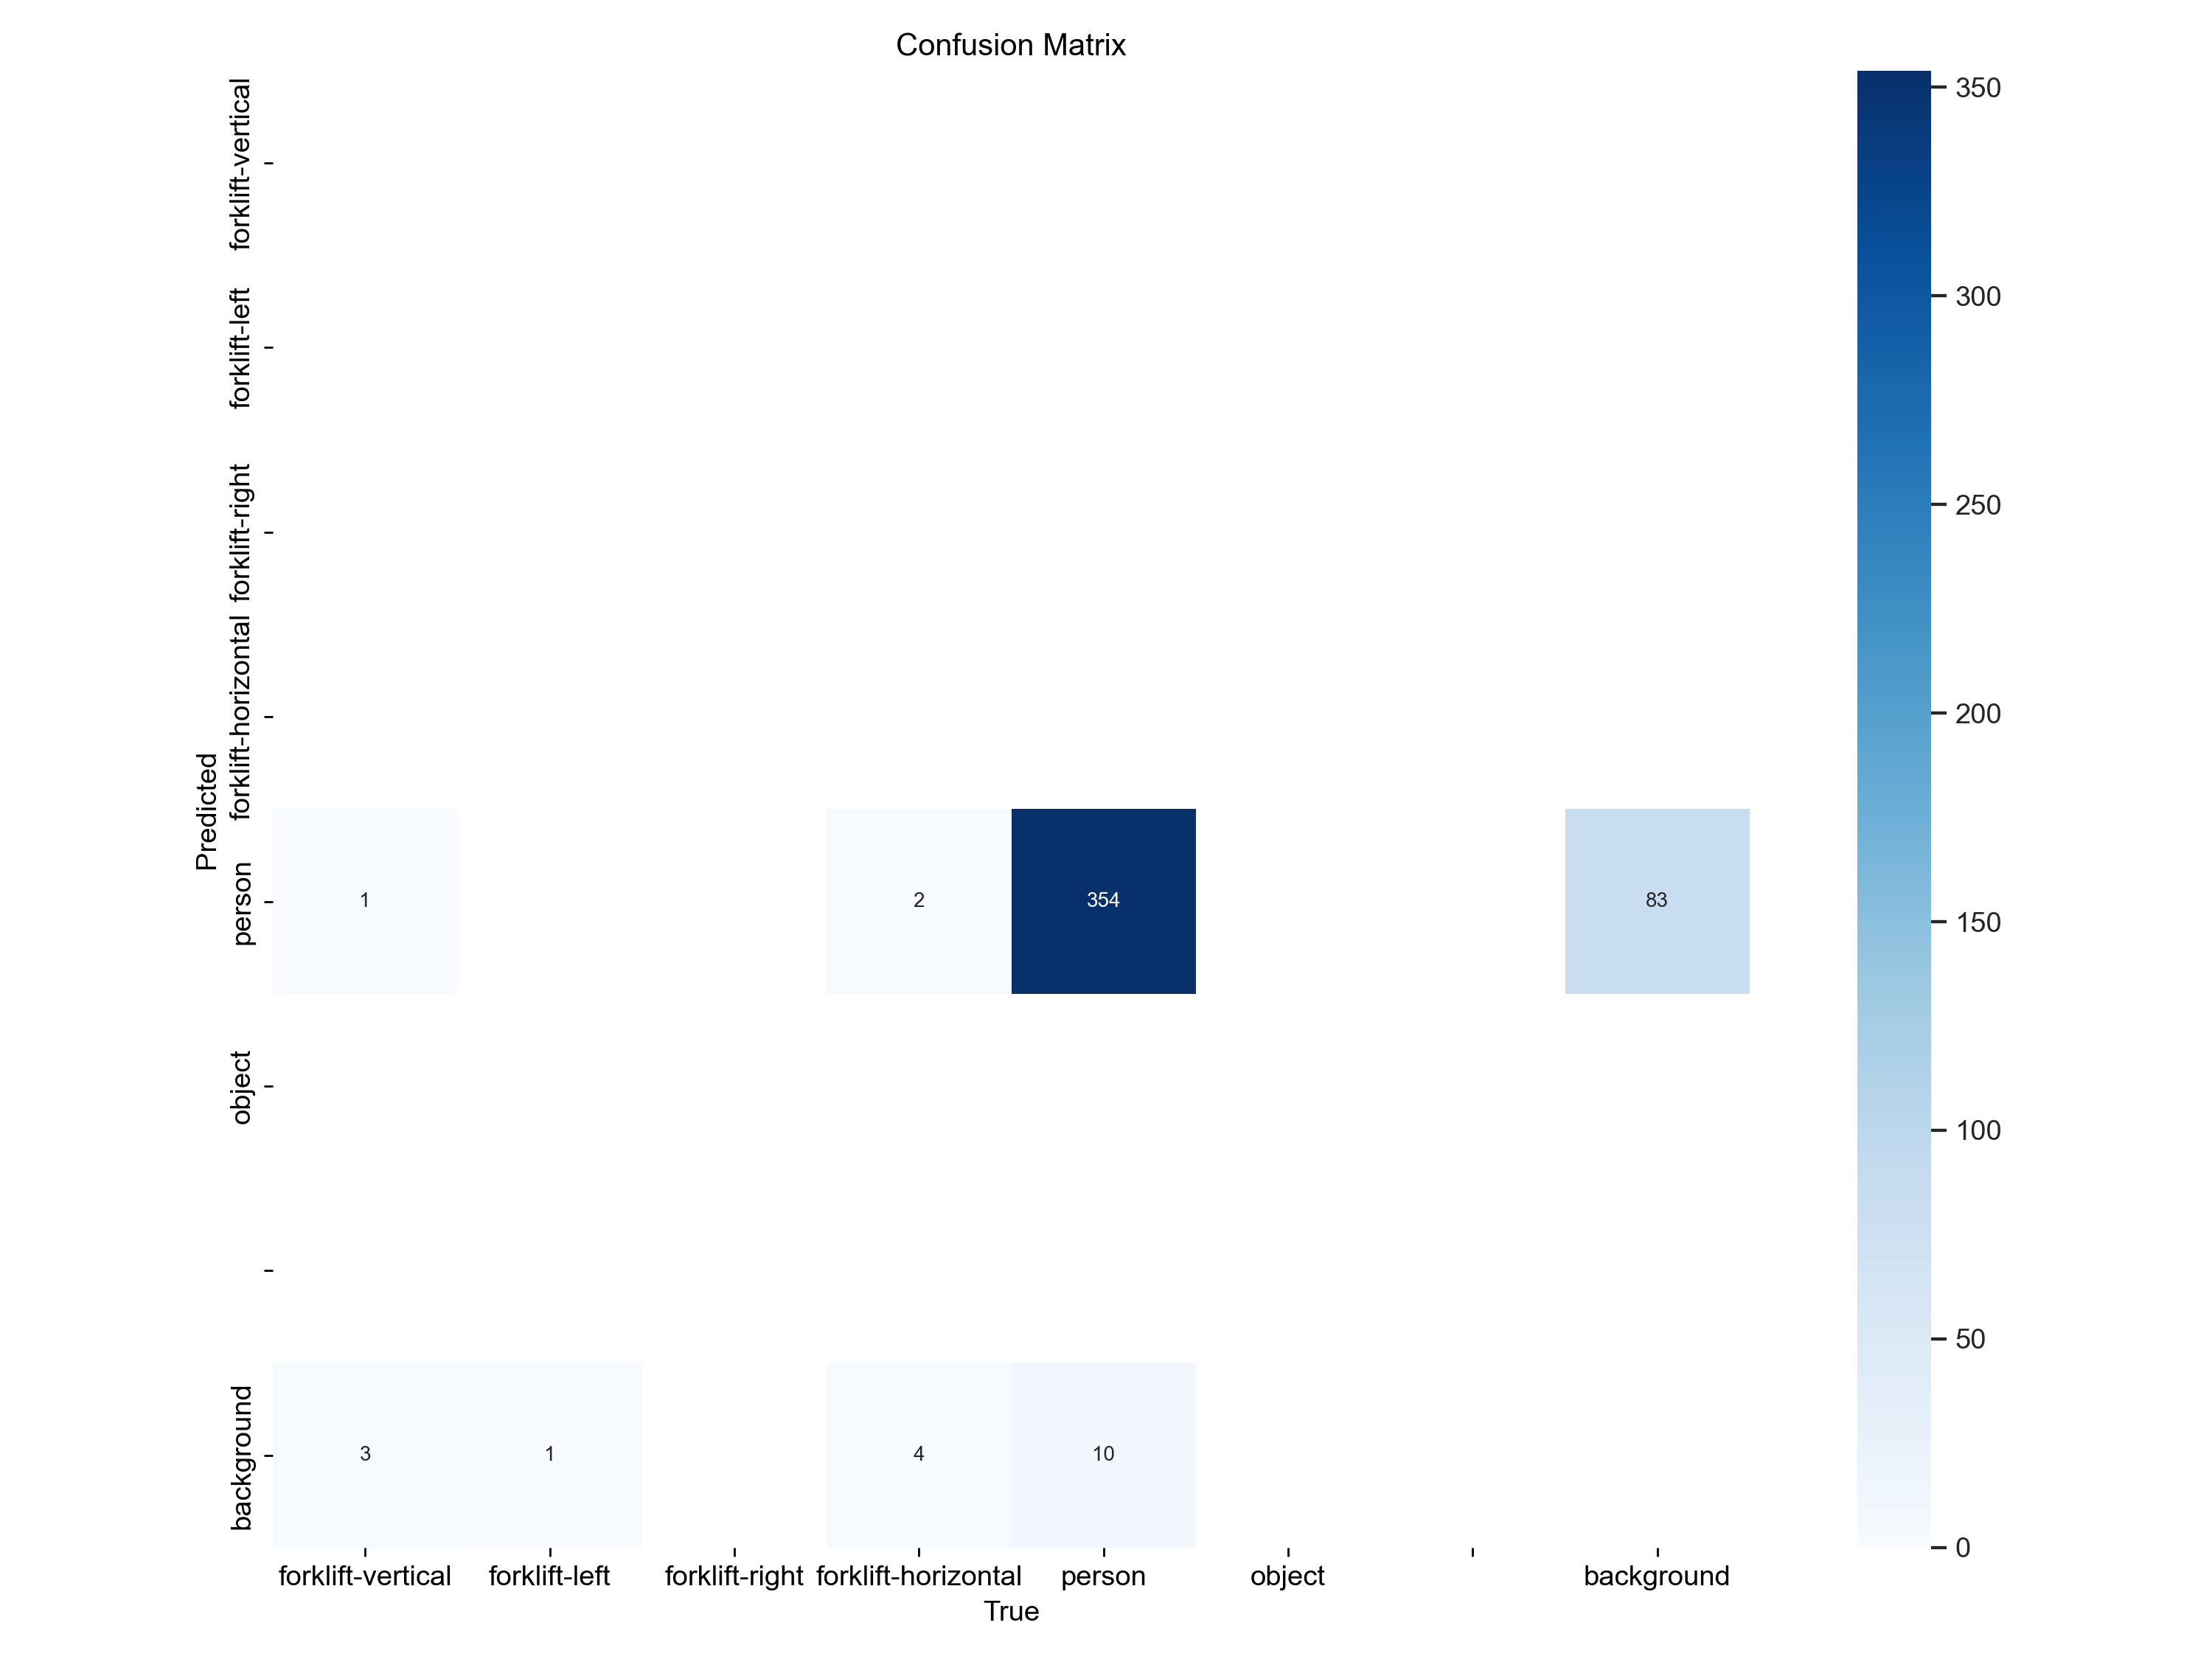 Confusion Matrix
forklift-vertical
forklift-left
forklift-right
forklift-horizontal
person
object
background
Predicted
1
2
354
83
3
1
4
10
forklift-vertical
forklift-left
forklift-right
forklift-horizontal
person
object
background
True
350
300
250
200
150
100
50
0